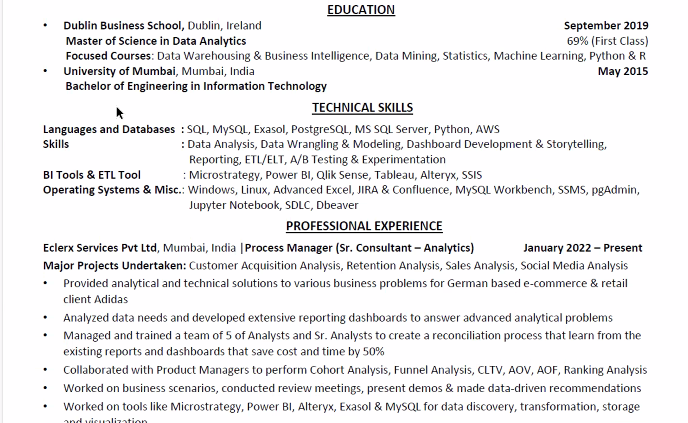 EDUCATION
• Dublin Business School, Dublin, Ireland September 2019
Master of Science in Data Analytics 69% (First Class)
Focused Courses: Data Warehousing & Business Intelligence, Data Mining, Statistics, Machine Learning, Python & R
• University of Mumbai, Mumbai, India May 2015
Bachelor of Engineering in Information Technology
TECHNICAL SKILLS
Languages and Databases : SQL, MySQL, Exasol, PostgreSQL, MS SQL Server, Python, AWS
Skills : Data Analysis, Data Wrangling & Modeling, Dashboard Development & Storytelling,
Reporting, ETL/ELT, A/B Testing & Experimentation
BI Tools & ETL Tool : Microstrategy, Power BI, Qlik Sense, Tableau, Alteryx, SSIS
Operating Systems & Misc.: Windows, Linux, Advanced Excel, JIRA & Confluence, MySQL Workbench, SSMS, pgAdmin,
Jupyter Notebook, SDLC, Dbeaver
PROFESSIONAL EXPERIENCE
Eclerx Services Pvt Ltd, Mumbai, India |Process Manager (Sr. Consultant – Analytics) January 2022 – Present
Major Projects Undertaken: Customer Acquisition Analysis, Retention Analysis, Sales Analysis, Social Media Analysis
• Provided analytical and technical solutions to various business problems for German based e-commerce & retail
client Adidas
• Analyzed data needs and developed extensive reporting dashboards to answer advanced analytical problems
• Managed and trained a team of 5 of Analysts and Sr. Analysts to create a reconciliation process that learn from the
existing reports and dashboards that save cost and time by 50%
• Collaborated with Product Managers to perform Cohort Analysis, Funnel Analysis, CLTV, AOV, AOF, Ranking Analysis
• Worked on business scenarios, conducted review meetings, present demos & made data-driven recommendations
• Worked on tools like Microstrategy, Power BI, Alteryx, Exasol & MySQL for data discovery, transformation, storage
and visualization